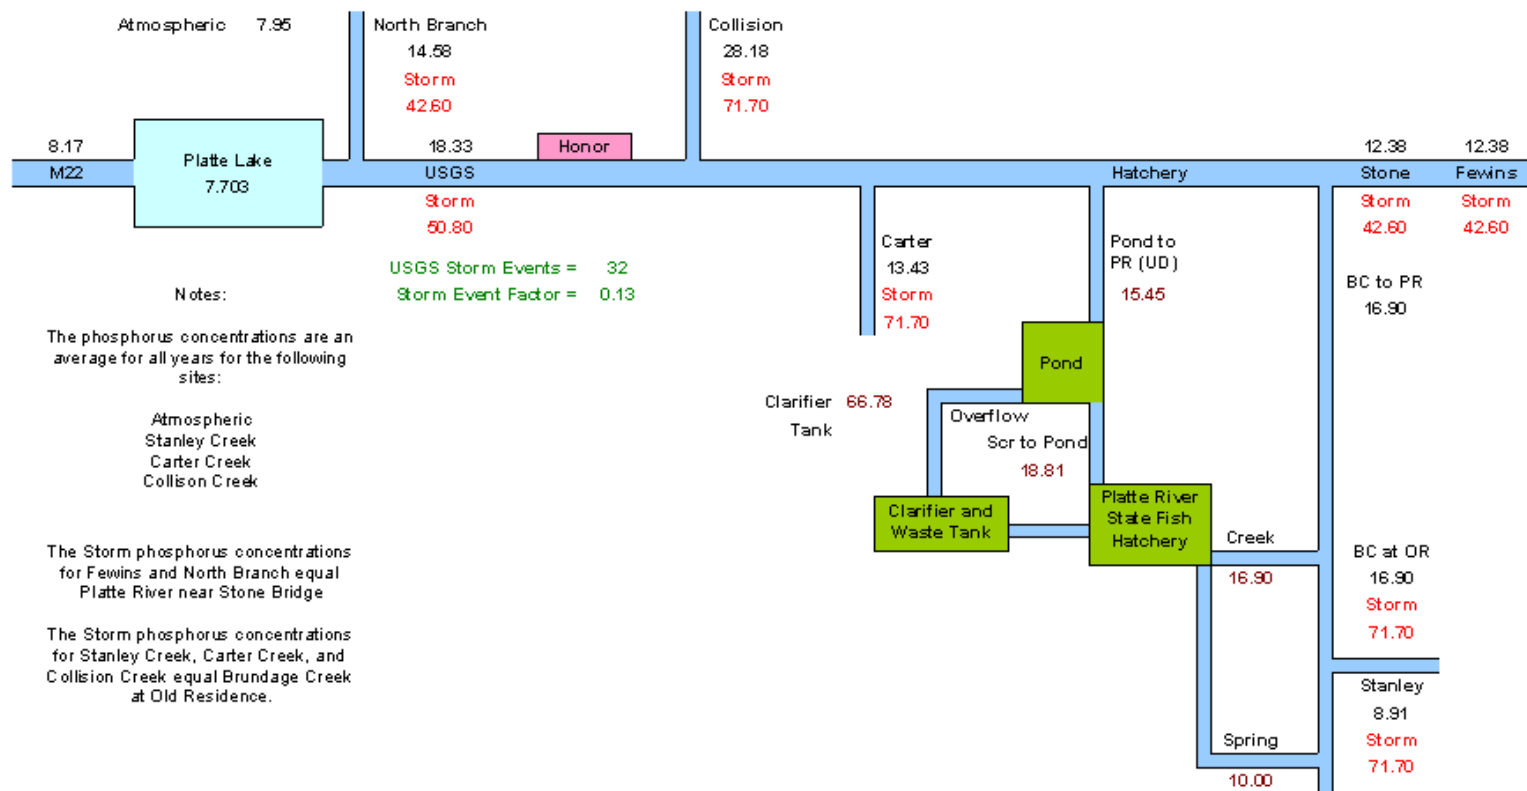 Atmospheric 7.95
North Branch
14.58
Storm
42.60
Collision
28.18
Storm
71.70
8.17
M22
Platte Lake
7.703
18.33
USGS
Storm
50.80
Honor
Hatchery
12.38
Stone
Storm
42.60
12.38
Fewins
Storm
42.60
USGS Storm Events = 32
Storm Event Factor = 0.13
Carter
13.43
Storm
71.70
Pond to
PR (UD)
15.45
BC to PR
16.90
Notes:
The phosphorus concentrations are an
average for all years for the following
sites:
Atmospheric
Stanley Creek
Carter Creek
Collison Creek
The Storm phosphorus concentrations
for Fewins and North Branch equal
Platte River near Stone Bridge
The Storm phosphorus concentrations
for Stanley Creek, Carter Creek, and
Collision Creek equal Brundage Creek
at Old Residence.
Pond
Clarifier 66.78
Tank
Overflow
Scr to Pond
18.81
Clarifier and
Waste Tank
Platte River
State Fish
Hatchery
Creek
16.90
BC at OR
16.90
Storm
71.70
Stanley
8.91
Storm
71.70
Spring
10.00